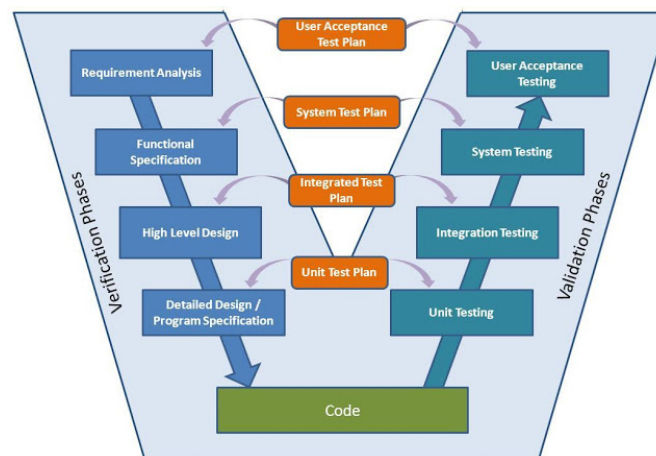 User Acceptance
Test Plan
Requirement Analysis
User Acceptance
Testing
System Test Plan
Functional
Specification
System Testing
Integrated Test
Plan
High Level Design
Integration Testing
Unit Test Plan
Detailed Design /
Program Specification
Unit Testing
Verification Phases
Validation Phases
Code